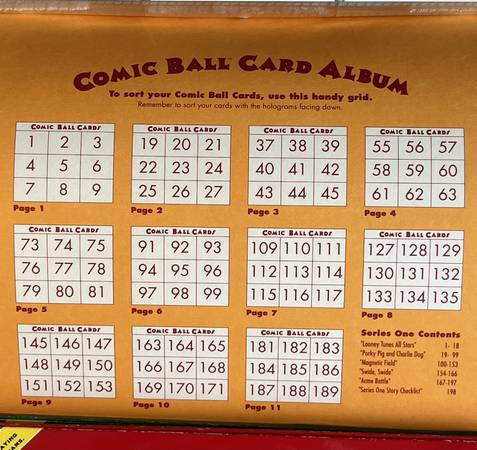 COMIC BALL™ CARD ALBUM
To sort your Comic Ball Cards, use this handy grid.
Remember to sort your cards with the holograms facing down.
COMIC BALL CARDS
1 2 3
4 5 6
7 8 9
Page 1
COMIC BALL CARDS
19 20 21
22 23 24
25 26 27
Page 2
COMIC BALL CARDS
37 38 39
40 41 42
43 44 45
Page 3
COMIC BALL CARDS
55 56 57
58 59 60
61 62 63
Page 4
COMIC BALL CARDS
73 74 75
76 77 78
79 80 81
Page 5
COMIC BALL CARDS
91 92 93
94 95 96
97 98 99
Page 6
COMIC BALL CARDS
109 110 111
112 113 114
115 116 117
Page 7
COMIC BALL CARDS
127 128 129
130 131 132
133 134 135
Page 8
COMIC BALL CARDS
145 146 147
148 149 150
151 152 153
Page 9
COMIC BALL CARDS
163 164 165
166 167 168
169 170 171
Page 10
COMIC BALL CARDS
181 182 183
184 185 186
187 188 189
Page 11
Series One Contents
"Looney Tunes All Stars" 1- 18
"Porky Pig and Charlie Dog" 19- 99
"Magnetic Field" 100-153
"Swide, Swide" 154-166
"Acme Battle" 167-197
"Series One Story Checklist" 198